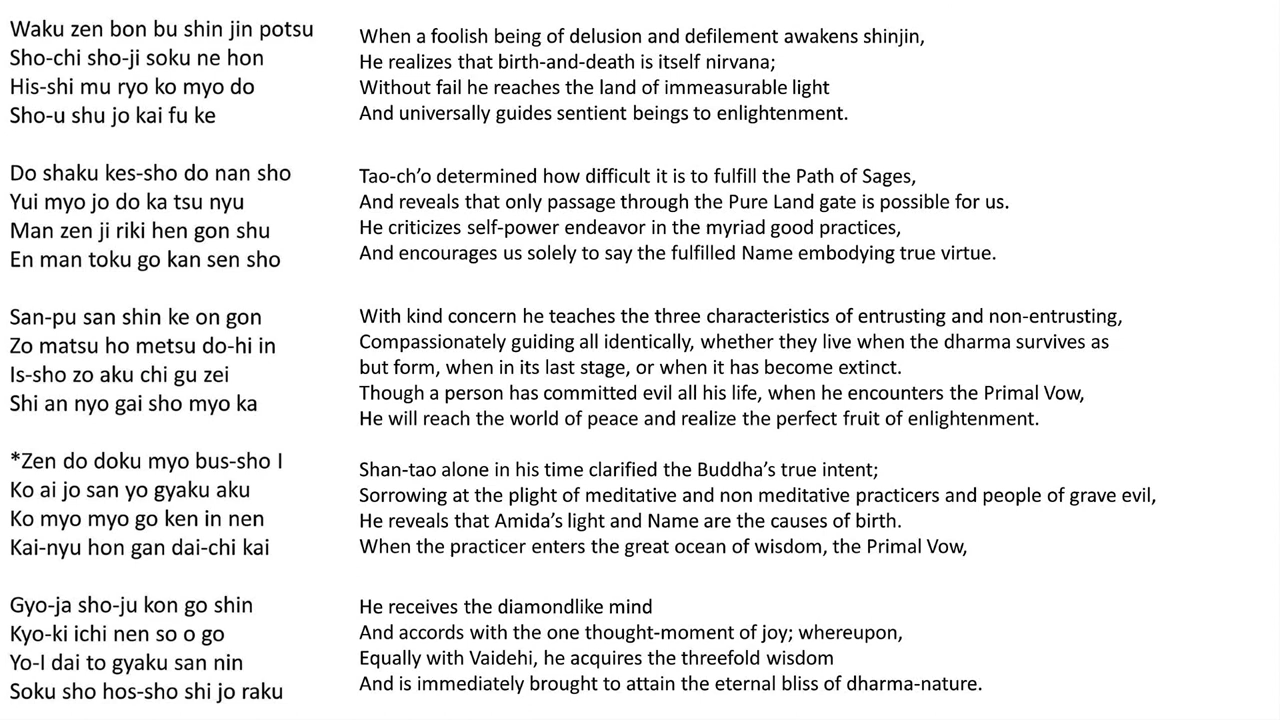 Waku zen bon bu shin jin potsu
Sho-chi sho-ji soku ne hon
His-shi mu ryo ko myo do
Sho-u shu jo kai fu ke
When a foolish being of delusion and defilement awakens shinjin,
He realizes that birth-and-death is itself nirvana;
Without fail he reaches the land of immeasurable light
And universally guides sentient beings to enlightenment.
Do shaku kes-sho do nan sho
Yui myo jo do ka tsu nyu
Man zen ji riki hen gon shu
En man toku go kan sen sho
Tao-ch’o determined how difficult it is to fulfill the Path of Sages,
And reveals that only passage through the Pure Land gate is possible for us.
He criticizes self-power endeavor in the myriad good practices,
And encourages us solely to say the fulfilled Name embodying true virtue.
San-pu san shin ke on gon
Zo matsu ho metsu do-hi in
Is-sho zo aku chi gu zei
Shi an nyo gai sho myo ka
With kind concern he teaches the three characteristics of entrusting and non-entrusting,
Compassionately guiding all identically, whether they live when the dharma survives as
but form, when in its last stage, or when it has become extinct.
Though a person has committed evil all his life, when he encounters the Primal Vow,
He will reach the world of peace and realize the perfect fruit of enlightenment.
*Zen do doku myo bus-sho I
Ko ai jo san yo gyaku aku
Ko myo myo go ken in nen
Kai-nyu hon gan dai-chi kai
Shan-tao alone in his time clarified the Buddha’s true intent;
Sorrowing at the plight of meditative and non meditative practicers and people of grave evil,
He reveals that Amida’s light and Name are the causes of birth.
When the practicer enters the great ocean of wisdom, the Primal Vow,
Gyo-ja sho-ju kon go shin
Kyo-ki ichi nen so o go
Yo-I dai to gyaku san nin
Soku sho hos-sho shi jo raku
He receives the diamondlike mind
And accords with the one thought-moment of joy; whereupon,
Equally with Vaidehi, he acquires the threefold wisdom
And is immediately brought to attain the eternal bliss of dharma-nature.